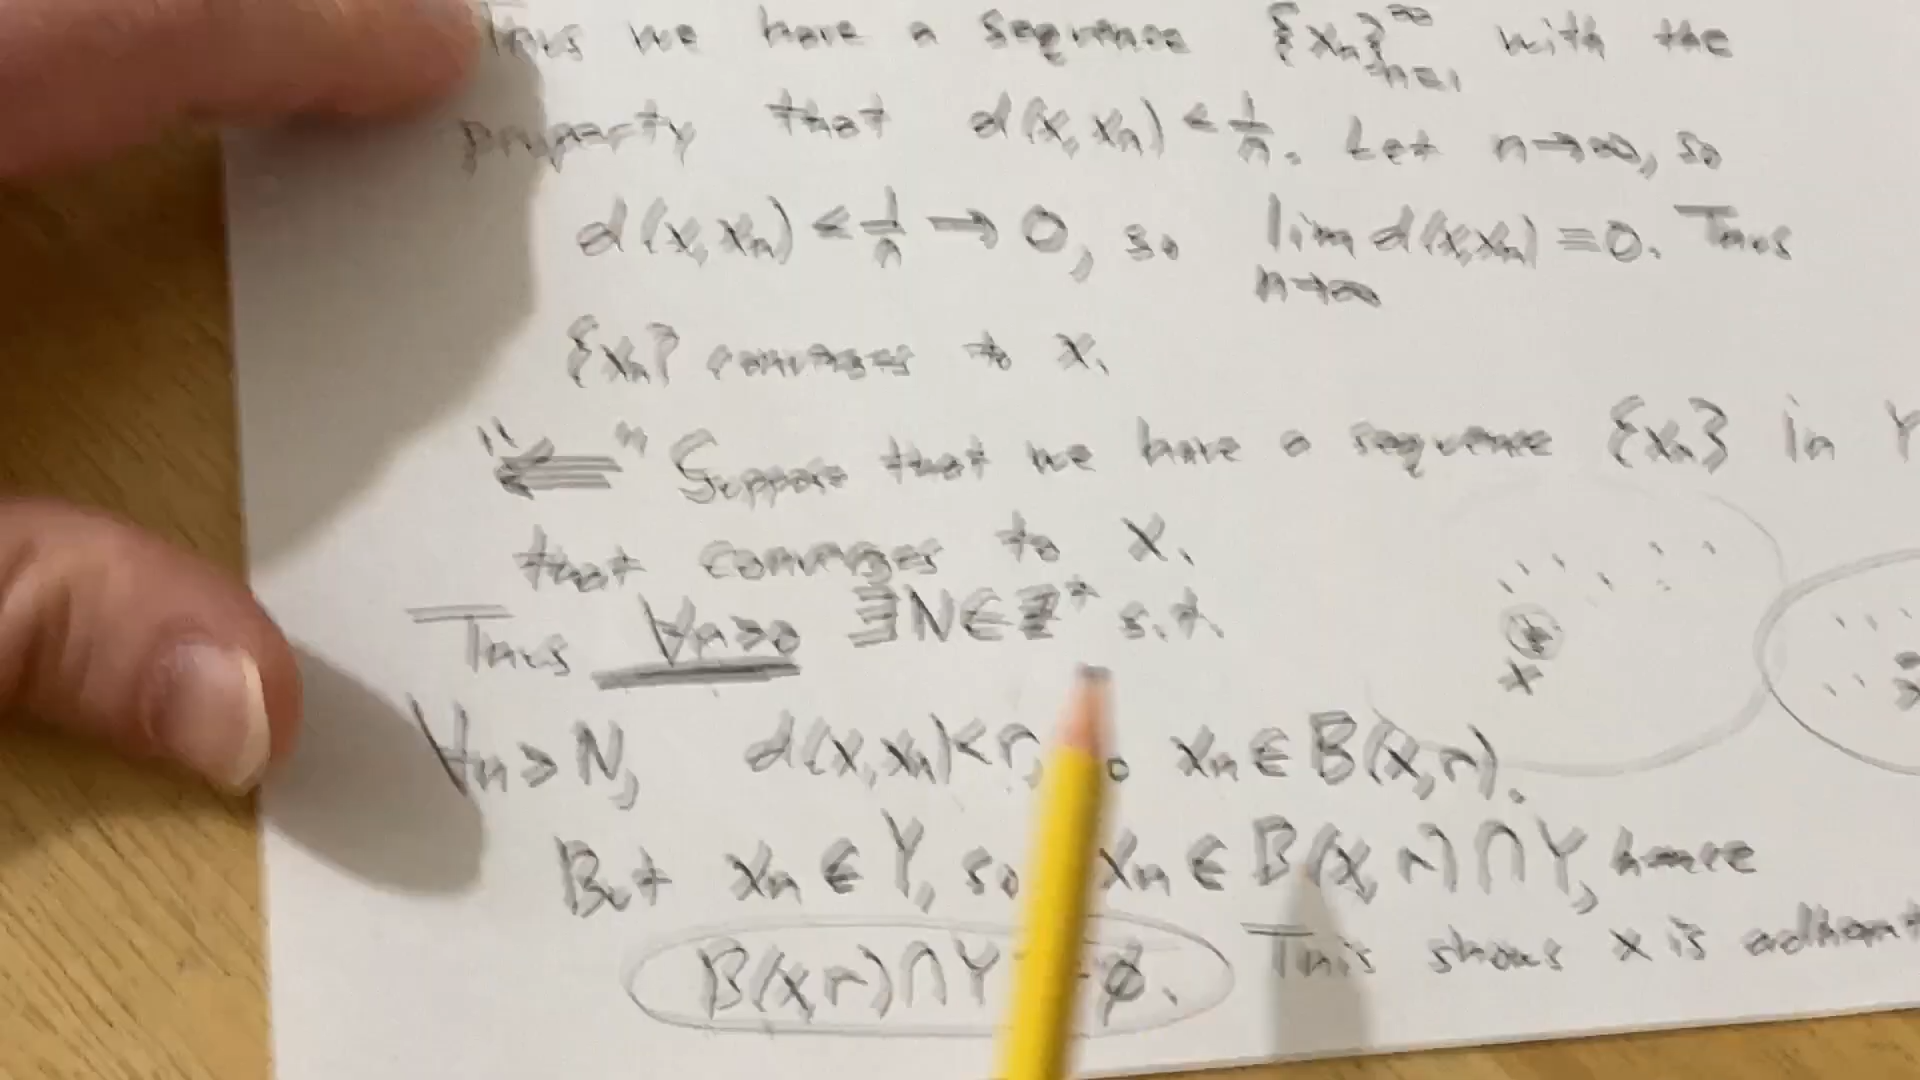 Thus we have a sequence {xₙ}ₙ₌₁^∞ with the
property that d(x, xₙ) < 1/n. Let n→∞, so
d(x, xₙ) < 1/n → 0, so lim n→∞ d(x, xₙ) = 0. Thus
{xₙ} converges to x.
"⇐" Suppose that we have a sequence {xₙ} in Y
that converges to x.
Thus ∀r>0 ∃N∈ℤ⁺ s.t.
x
∀n>N, d(x, xₙ)<r, xₙ∈B(x,r).
But xₙ∈Y, so xₙ∈B(x,r)∩Y, hence
B(x,r)∩Y ≠ ∅. This shows x is adherent